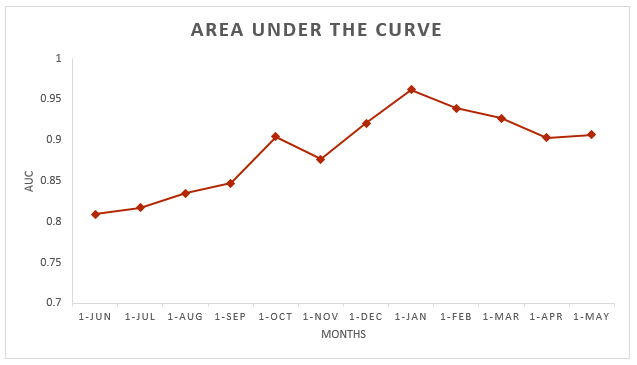 AREA UNDER THE CURVE
1
0.95
0.9
0.85
0.8
0.75
0.7
AUC
1-JUN 1-JUL 1-AUG 1-SEP 1-OCT 1-NOV 1-DEC 1-JAN 1-FEB 1-MAR 1-APR 1-MAY
MONTHS